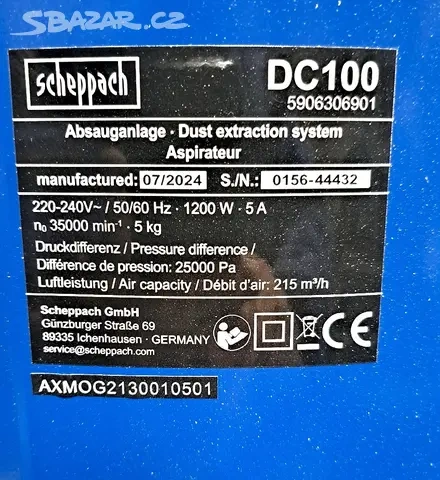 SBAZAR.CZ
scheppach
DC100
5906306901
Absauganlage · Dust extraction system
Aspirateur
manufactured: 07/2024 S./N.: 0156-44432
220-240V~ / 50/60 Hz · 1200 W · 5 A
n₀ 35000 min⁻¹ · 5 kg
Druckdifferenz / Pressure difference /
Différence de pression: 25000 Pa
Luftleistung / Air capacity / Débit d'air: 215 m³/h
Scheppach GmbH
Günzburger Straße 69
89335 Ichenhausen · GERMANY
service@scheppach.com
CE
AXMOG2130010501